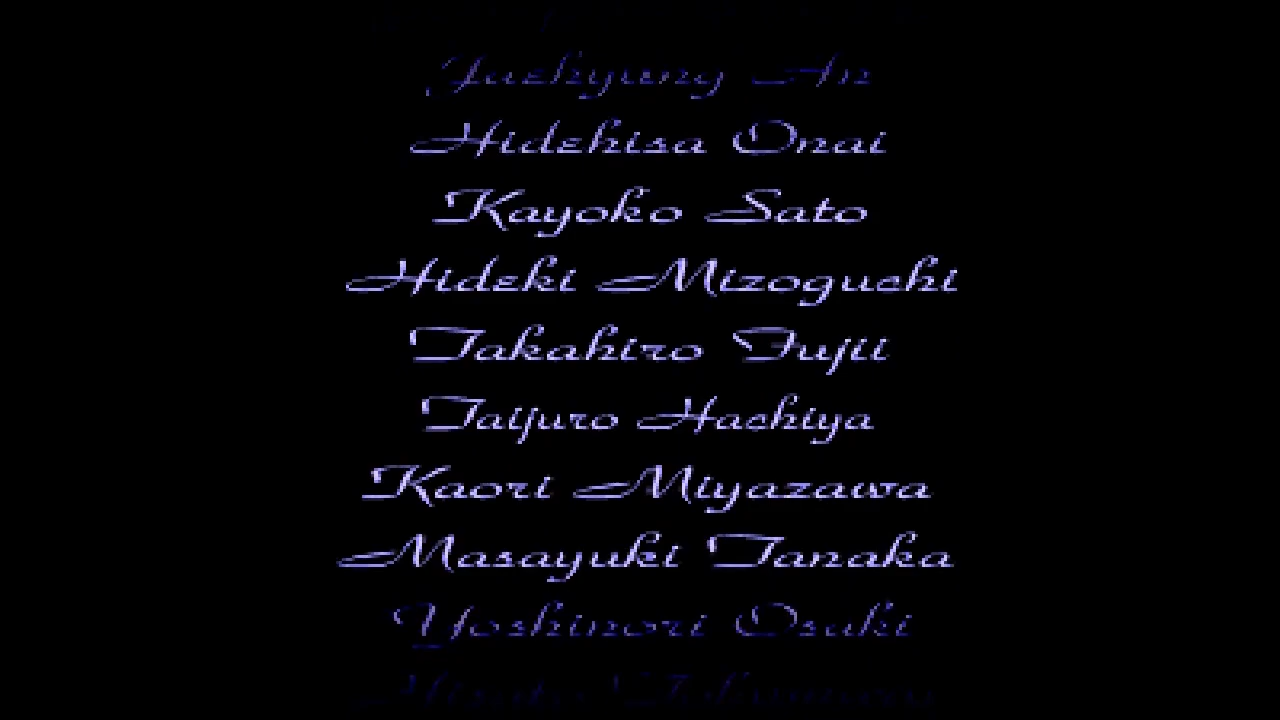 Hidehisa Onai
Kayoko Sato
Hideki Mizoguchi
Takahiro Fujii
Taijuro Hachiya
Kaori Miyazawa
Masayuki Tanaka
Yoshinori Osuki